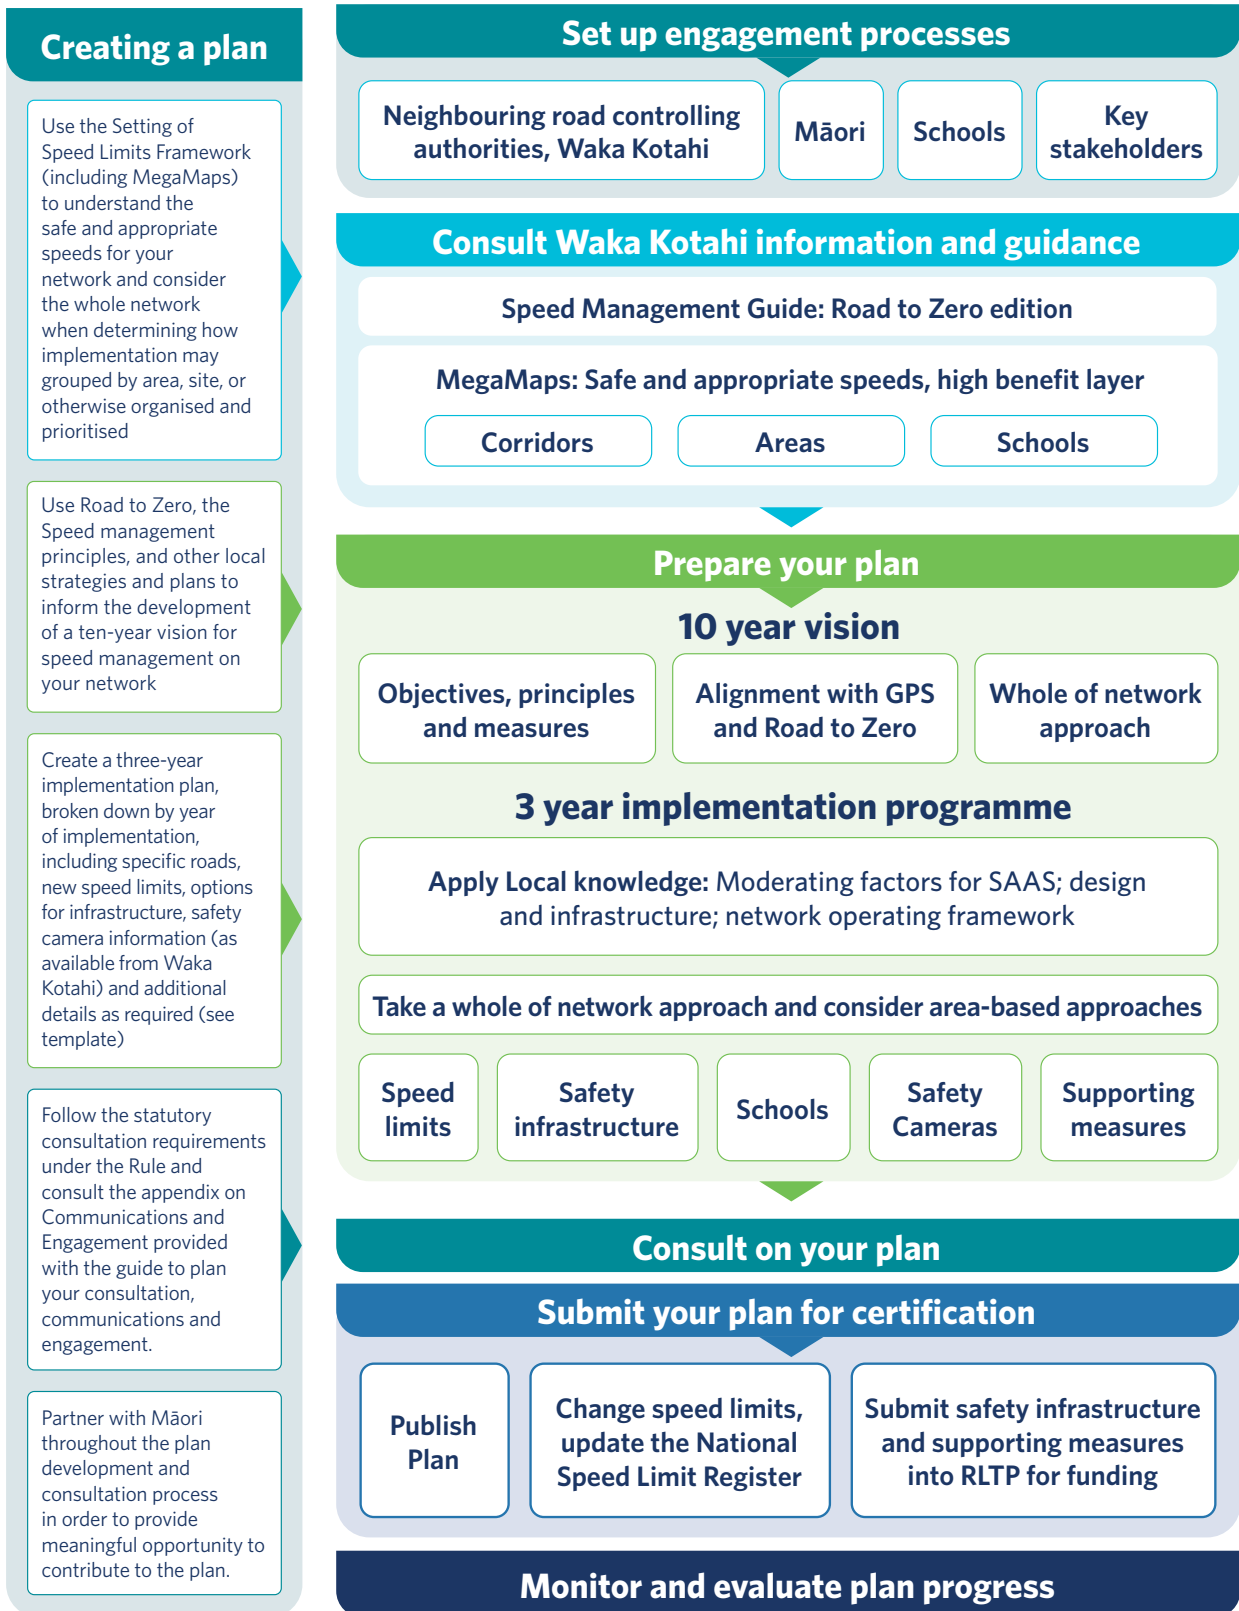 Creating a plan
Use the Setting of
Speed Limits Framework
(including MegaMaps)
to understand the
safe and appropriate
speeds for your
network and consider
the whole network
when determining how
implementation may
grouped by area, site, or
otherwise organised and
prioritised
Use Road to Zero, the
Speed management
principles, and other local
strategies and plans to
inform the development
of a ten-year vision for
speed management on
your network
Create a three-year
implementation plan,
broken down by year
of implementation,
including specific roads,
new speed limits, options
for infrastructure, safety
camera information (as
available from Waka
Kotahi) and additional
details as required (see
template)
Follow the statutory
consultation requirements
under the Rule and
consult the appendix on
Communications and
Engagement provided
with the guide to plan
your consultation,
communications and
engagement.
Partner with Māori
throughout the plan
development and
consultation process
in order to provide
meaningful opportunity to
contribute to the plan.
Set up engagement processes
Neighbouring road controlling
authorities, Waka Kotahi
Māori
Schools
Key
stakeholders
Consult Waka Kotahi information and guidance
Speed Management Guide: Road to Zero edition
MegaMaps: Safe and appropriate speeds, high benefit layer
Corridors
Areas
Schools
Prepare your plan
10 year vision
Objectives, principles
and measures
Alignment with GPS
and Road to Zero
Whole of network
approach
3 year implementation programme
Apply Local knowledge: Moderating factors for SAAS; design
and infrastructure; network operating framework
Take a whole of network approach and consider area-based approaches
Speed
limits
Safety
infrastructure
Schools
Safety
Cameras
Supporting
measures
Consult on your plan
Submit your plan for certification
Publish
Plan
Change speed limits,
update the National
Speed Limit Register
Submit safety infrastructure
and supporting measures
into RLTP for funding
Monitor and evaluate plan progress